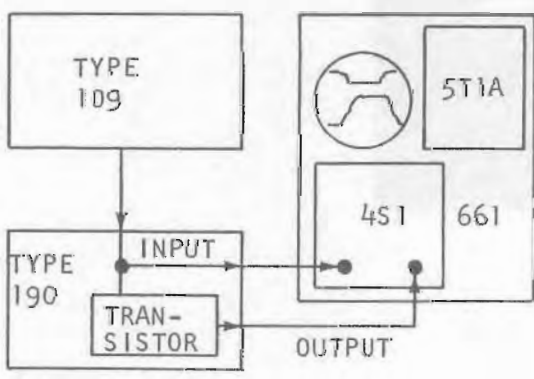 TYPE
109
5T1A
4S1
661
INPUT
TYPE
190
TRAN-
SISTOR
OUTPUT